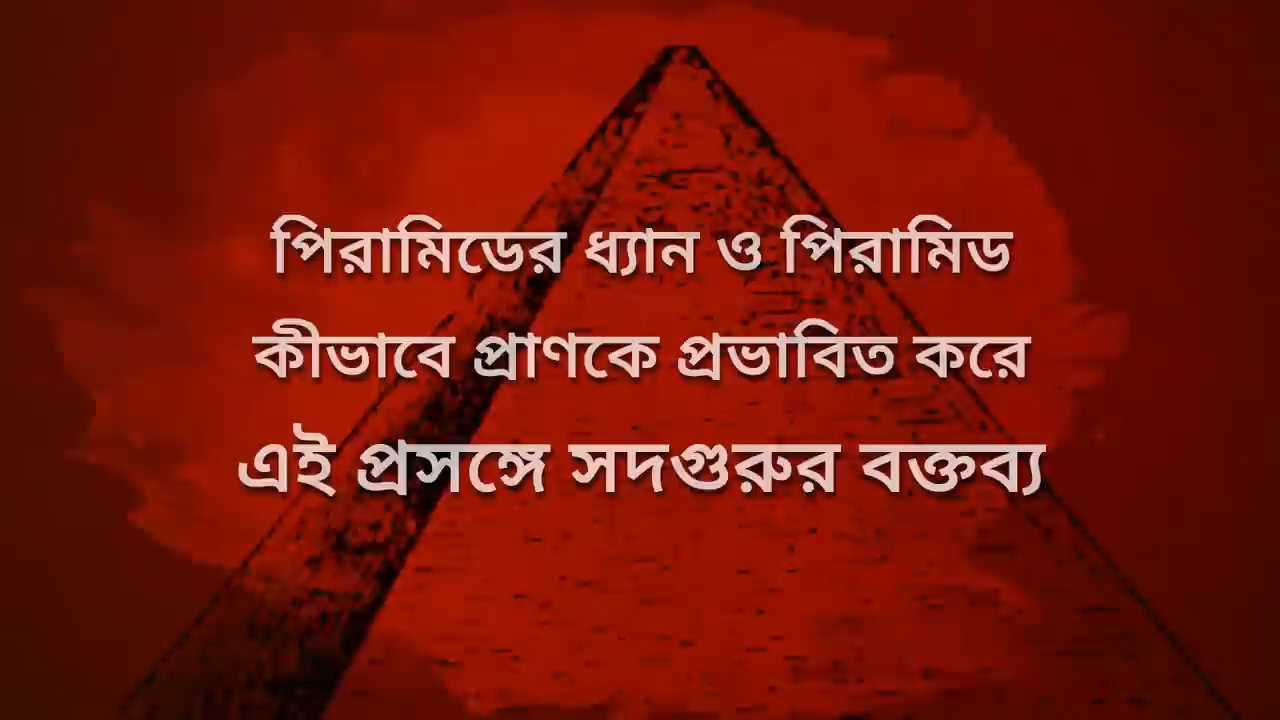 পিরামিডের ধ্যান ও পিরামিড
কীভাবে প্রাণকে প্রভাবিত করে
এই প্রসঙ্গে সদগুরুর বক্তব্য